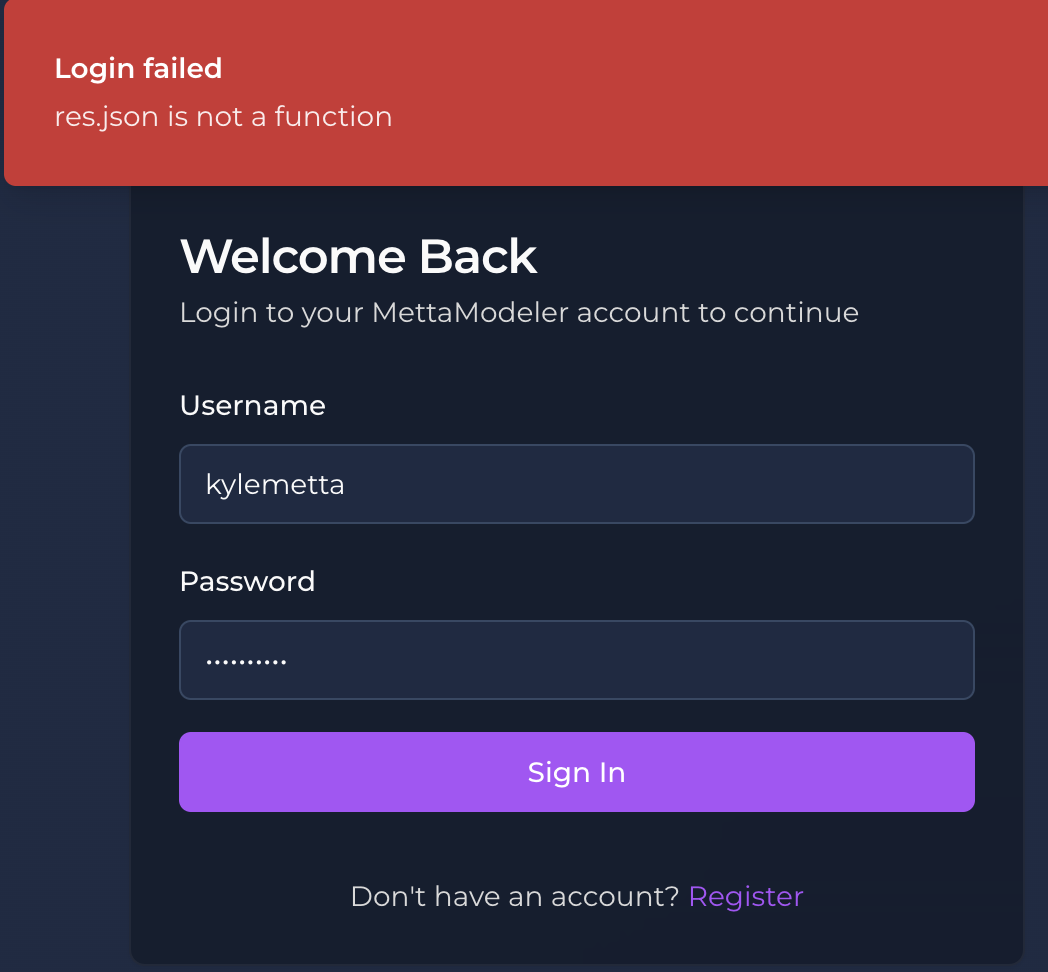 Login failed
res.json is not a function
Welcome Back
Login to your MettaModeler account to continue
Username
kylemetta
Password
••••••••••
Sign In
Don't have an account? Register